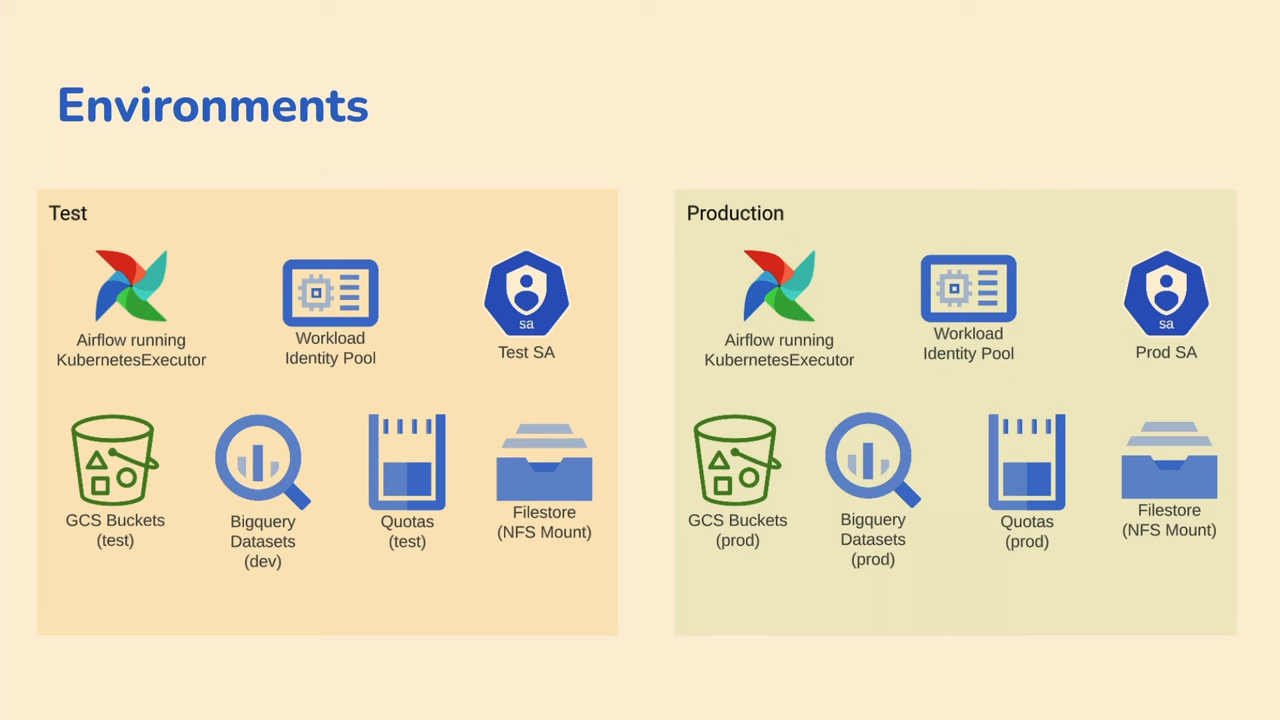 Environments
Test
Airflow running
KubernetesExecutor
Workload
Identity Pool
sa
Test SA
GCS Buckets
(test)
Bigquery
Datasets
(dev)
Quotas
(test)
Filestore
(NFS Mount)
Production
Airflow running
KubernetesExecutor
Workload
Identity Pool
sa
Prod SA
GCS Buckets
(prod)
Bigquery
Datasets
(prod)
Quotas
(prod)
Filestore
(NFS Mount)